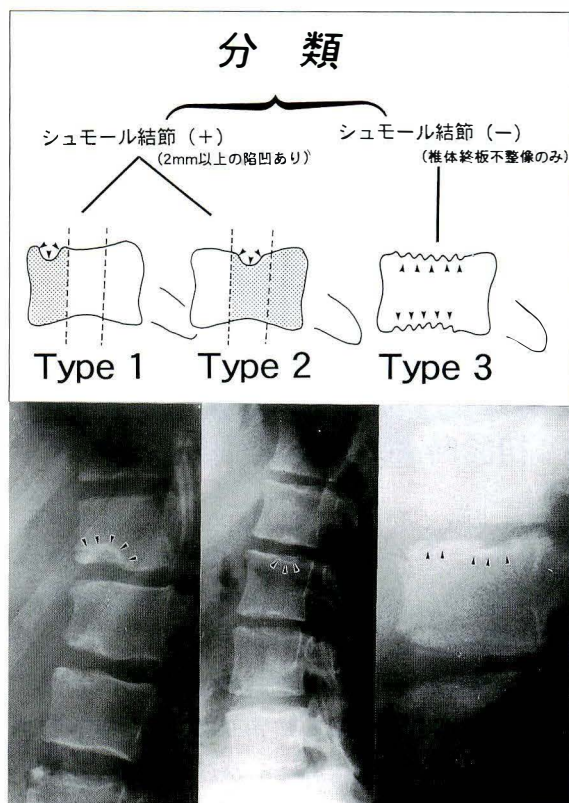 分類
シュモール結節（＋）
（2mm以上の陥凹あり）
シュモール結節（－）
（椎体終板不整像のみ）
Type 1
Type 2
Type 3